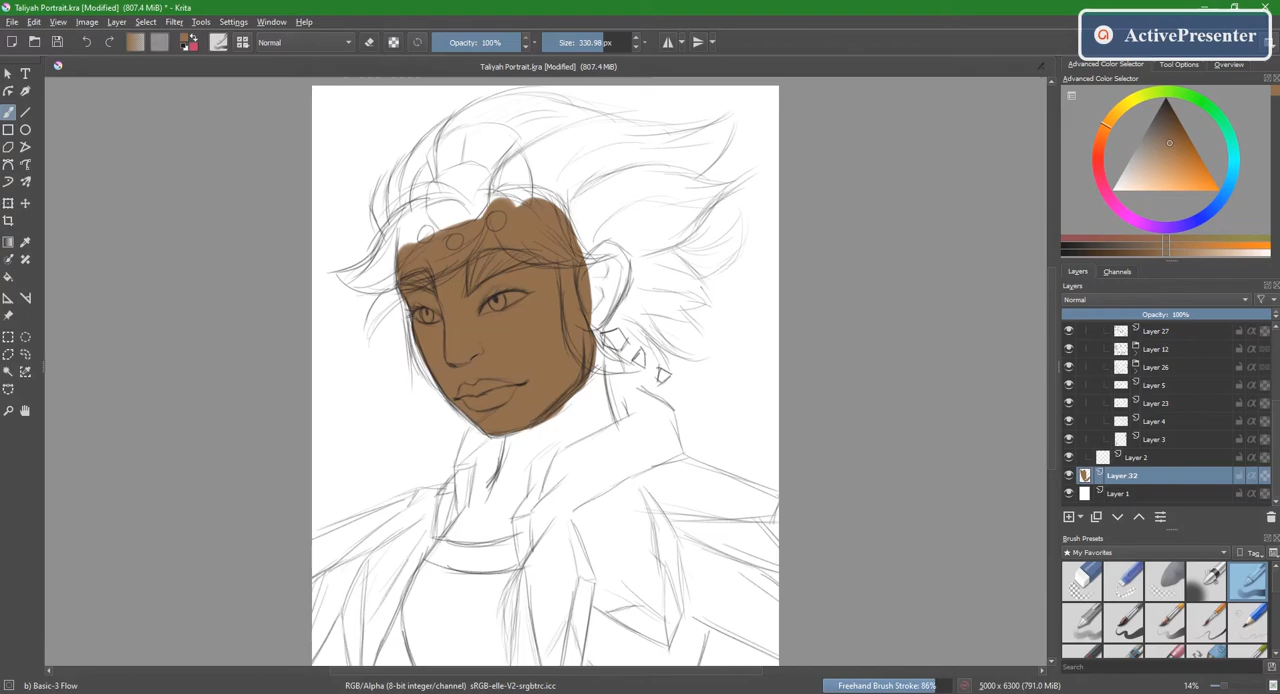 Taliyah Portrait.kra [Modified] (807.4 MiB) * - Krita
File Edit View Image Layer Select Filter Tools Settings Window Help
ActivePresenter
Normal
Opacity: 100%
Size: 330.98 px
Taliyah Portrait.kra [Modified] (807.4 MiB)
Advanced Color Selector Tool Options Overview
Advanced Color Selector
Layers Channels
Layers
Normal
Opacity: 100%
Layer 27
Layer 12
Layer 26
Layer 5
Layer 23
Layer 4
Layer 3
Layer 2
Layer 32
Layer 1
Brush Presets
My Favorites
Tag
Search
b) Basic-3 Flow
RGB/Alpha (8-bit integer/channel) sRGB-elle-V2-srgbtrc.icc
Freehand Brush Stroke: 86%
5000 x 6300 (791.0 MiB)
14%